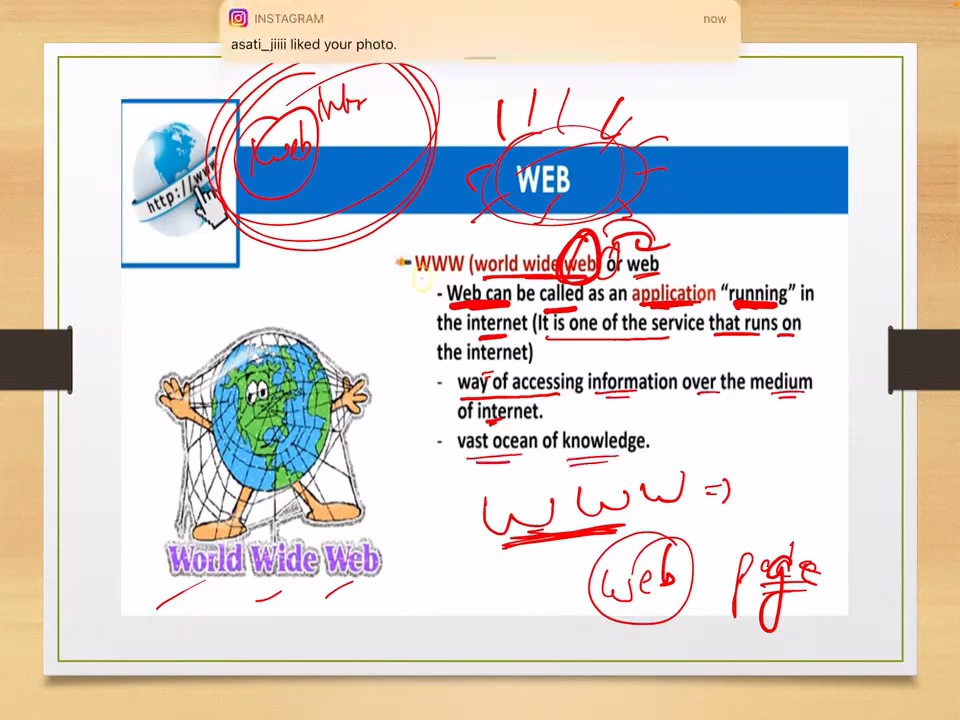 INSTAGRAM now
asati_jiiii liked your photo.
web
http://www
WEB
WWW (world wide web) or web
- Web can be called as an application “running” in
the internet (It is one of the service that runs on
the internet)
- way of accessing information over the medium
of internet.
- vast ocean of knowledge.
W W W =>
World Wide Web
web page